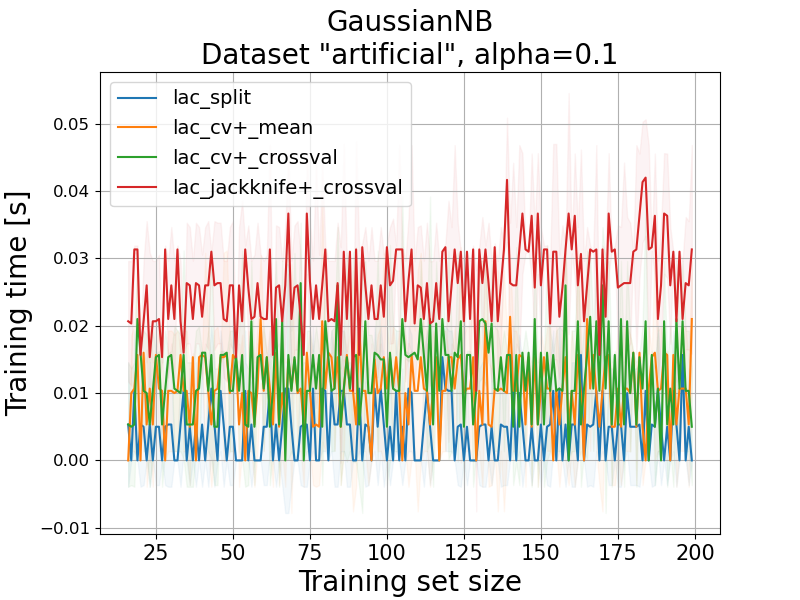 GaussianNB
Dataset "artificial", alpha=0.1
lac_split
lac_cv+_mean
lac_cv+_crossval
lac_jackknife+_crossval
Training time [s]
0.05
0.04
0.03
0.02
0.01
0.00
−0.01
25 50 75 100 125 150 175 200
Training set size